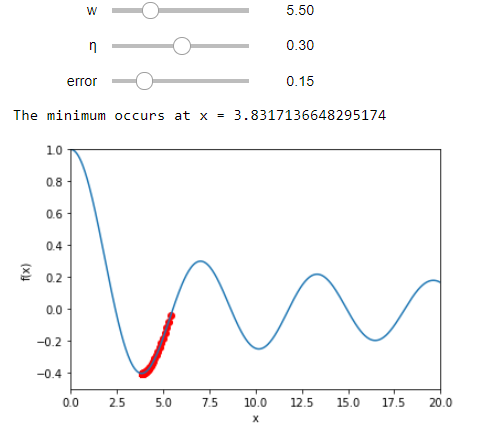 w 5.50
η 0.30
error 0.15
The minimum occurs at x = 3.8317136648295174
1.0
0.8
0.6
0.4
0.2
0.0
−0.2
−0.4
f(x)
0.0 2.5 5.0 7.5 10.0 12.5 15.0 17.5 20.0
x